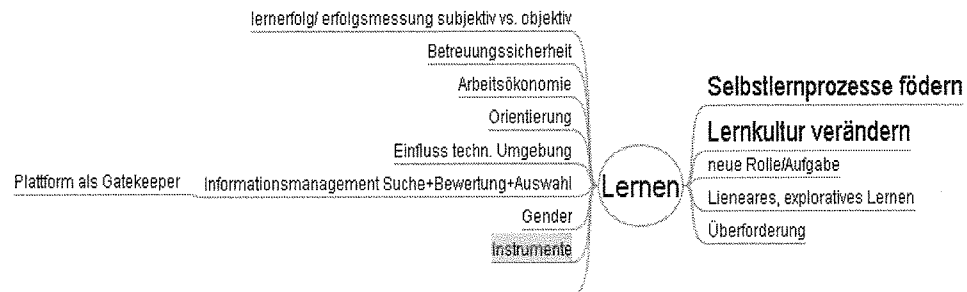 lernerfolg/ erfolgsmessung subjektiv vs. objektiv
Betreuungssicherheit
Arbeitsökonomie
Orientierung
Einfluss techn. Umgebung
Plattform als Gatekeeper
Informationsmanagement Suche+Bewertung+Auswahl
Gender
Instrumente
Lernen
Selbstlernprozesse födern
Lernkultur verändern
neue Rolle/Aufgabe
Lieneares, exploratives Lernen
Überforderung